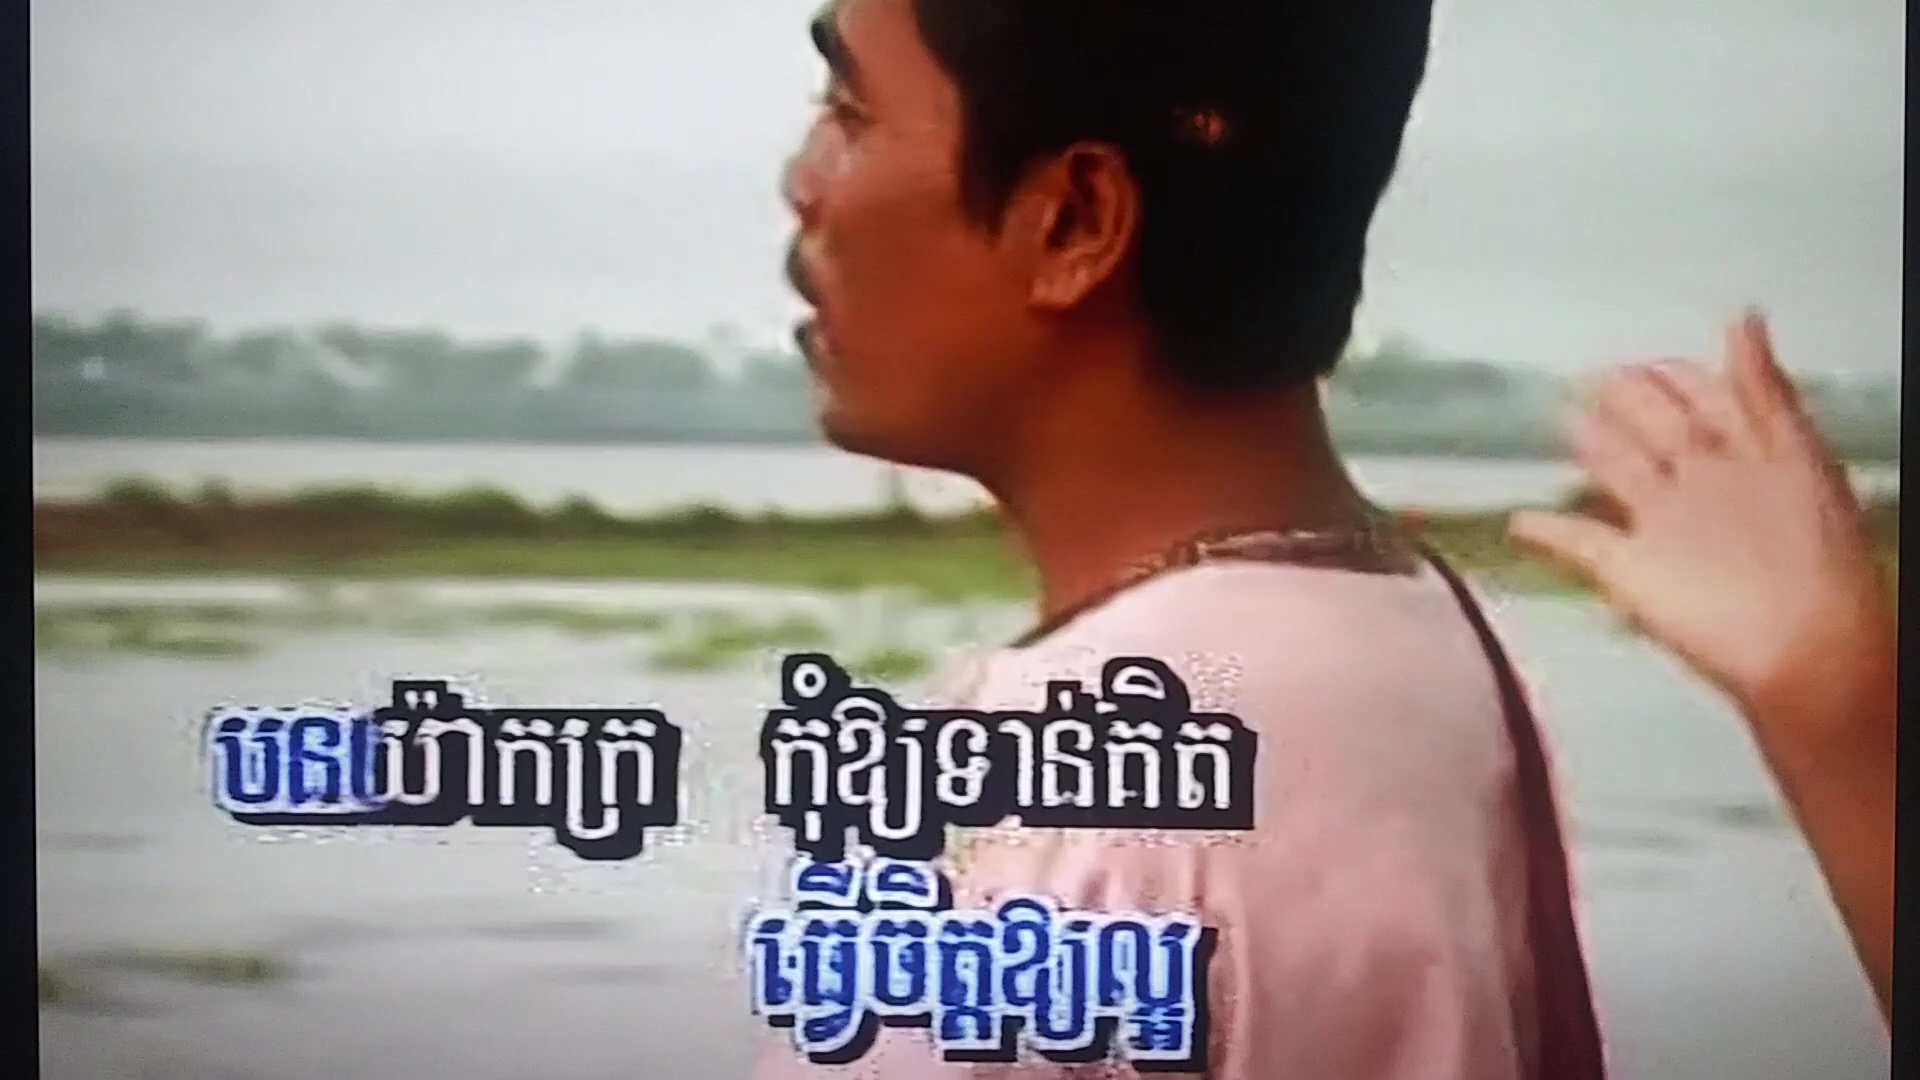 បងយ៉ាកក្រ កុំឱ្យទាន់គិត
ធ្វើចិត្តឱ្យល្អ